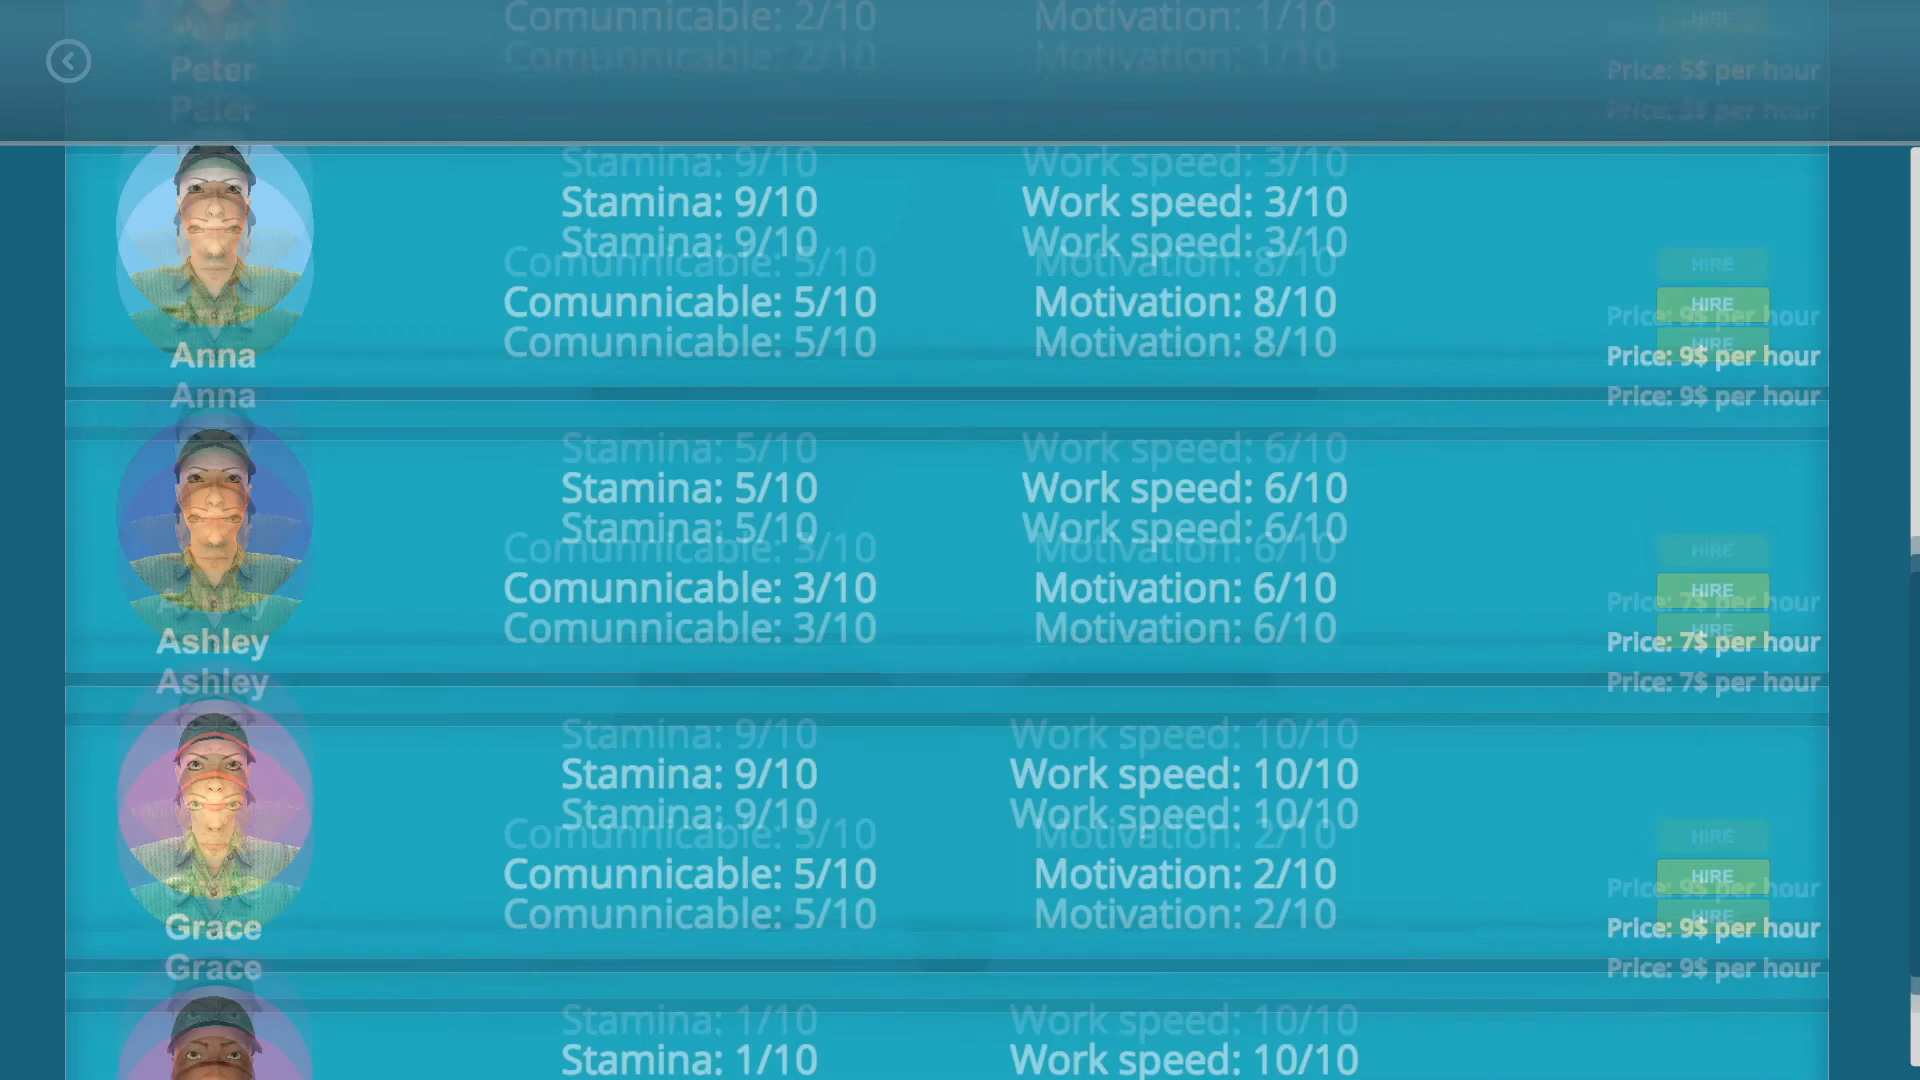 Comunnicable: 2/10 Motivation: 1/10 HIRE
Peter Price: 5$ per hour
Stamina: 9/10 Work speed: 3/10
Comunnicable: 5/10 Motivation: 8/10 HIRE
Anna Price: 9$ per hour
Stamina: 5/10 Work speed: 6/10
Comunnicable: 3/10 Motivation: 6/10 HIRE
Ashley Price: 7$ per hour
Stamina: 9/10 Work speed: 10/10
Comunnicable: 5/10 Motivation: 2/10 HIRE
Grace Price: 9$ per hour
Stamina: 1/10 Work speed: 10/10